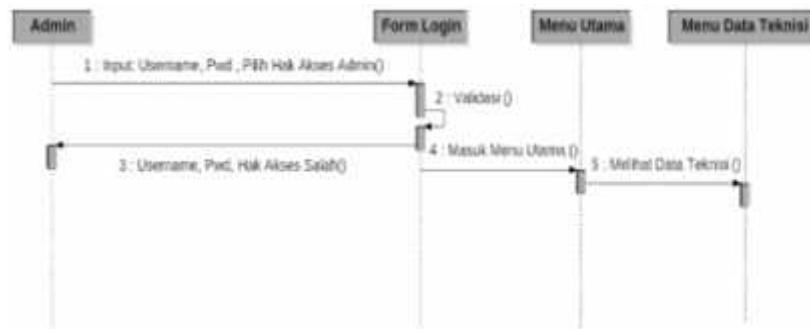 Admin
Form Login
Menu Utama
Menu Data Teknisi
1 : Input Username, Pwd , Pilih Hak Akses Admin()
2 : Validasi ()
3 : Username, Pwd, Hak Akses Salah()
4 : Masuk Menu Utama ()
5 : Melihat Data Teknisi ()